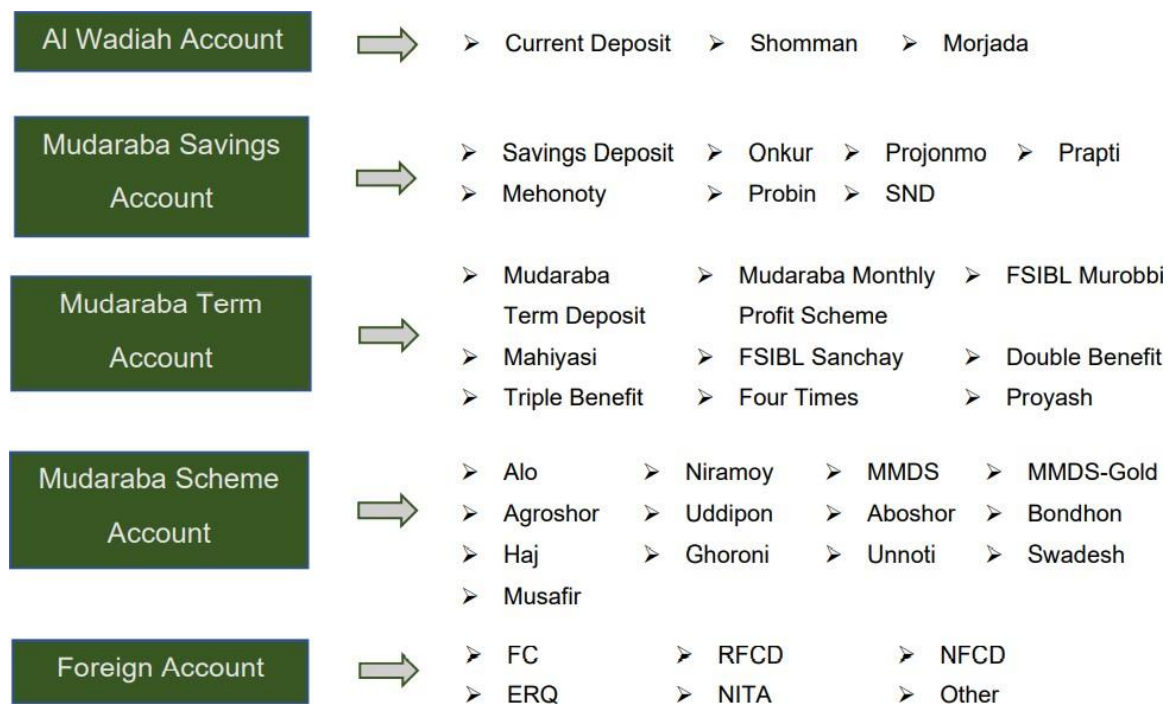 Al Wadiah Account
➢ Current Deposit ➢ Shomman ➢ Morjada
Mudaraba Savings
Account
➢ Savings Deposit ➢ Onkur ➢ Projonmo ➢ Prapti
➢ Mehonoty ➢ Probin ➢ SND
Mudaraba Term
Account
➢ Mudaraba ➢ Mudaraba Monthly ➢ FSIBL Murobbi
Term Deposit Profit Scheme
➢ Mahiyasi ➢ FSIBL Sanchay ➢ Double Benefit
➢ Triple Benefit ➢ Four Times ➢ Proyash
Mudaraba Scheme
Account
➢ Alo ➢ Niramoy ➢ MMDS ➢ MMDS-Gold
➢ Agroshor ➢ Uddipon ➢ Aboshor ➢ Bondhon
➢ Haj ➢ Ghoroni ➢ Unnoti ➢ Swadesh
➢ Musafir
Foreign Account
➢ FC ➢ RFCD ➢ NFCD
➢ ERQ ➢ NITA ➢ Other